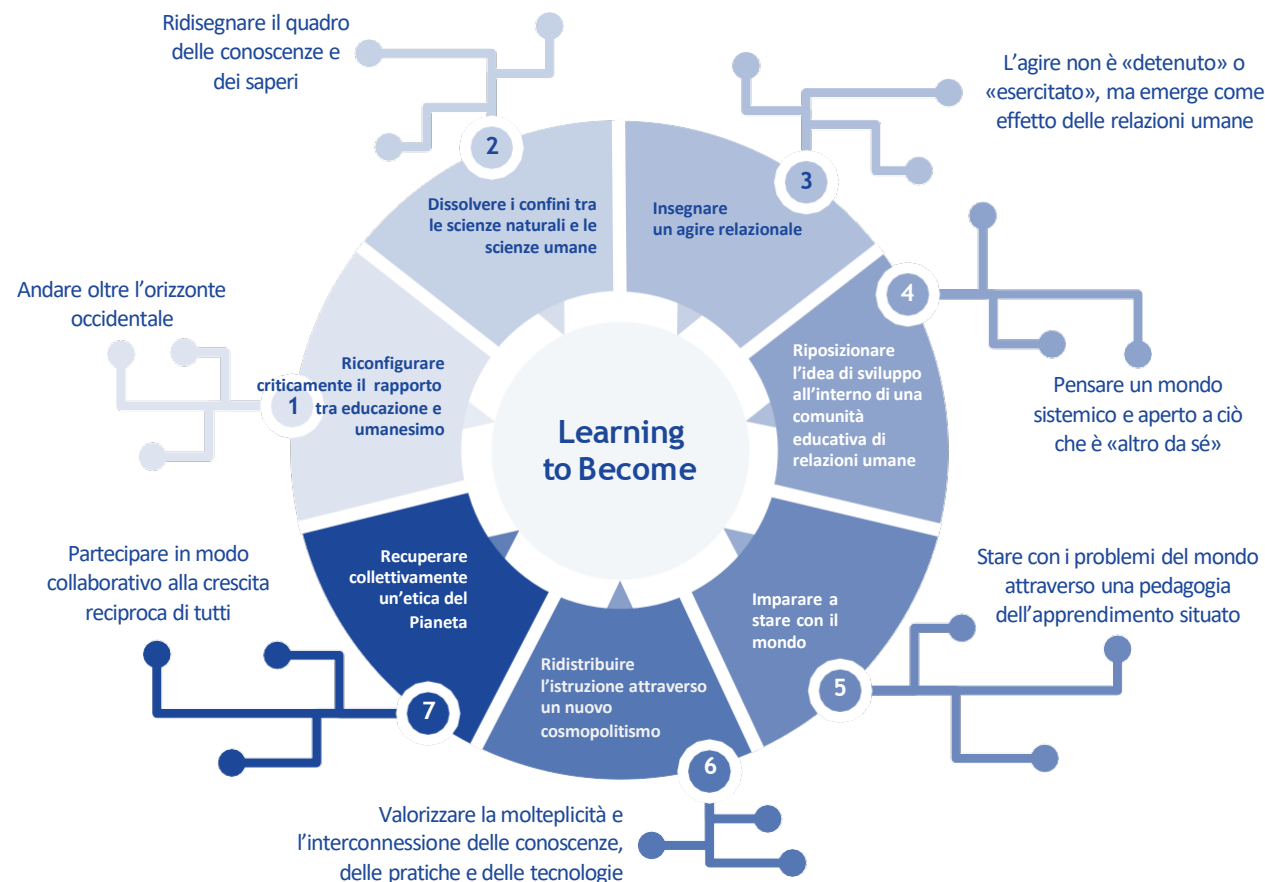 Ridisegnare il quadro
delle conoscenze e
dei saperi
L'agire non è «detenuto» o
«esercitato», ma emerge come
effetto delle relazioni umane
2
Dissolvere i confini tra
le scienze naturali e le
scienze umane
3
Insegnare
un agire relazionale
Andare oltre l'orizzonte
occidentale
1
Riconfigurare
criticamente il rapporto
tra educazione e
umanesimo
4
Riposizionare
l'idea di sviluppo
all'interno di una
comunità
educativa di
relazioni umane
Pensare un mondo
sistemico e aperto a ciò
che è «altro da sé»
Learning
to Become
Partecipare in modo
collaborativo alla crescita
reciproca di tutti
7
Recuperare
collettivamente
un'etica del
Pianeta
Stare con i problemi del mondo
attraverso una pedagogia
dell'apprendimento situato
5
Imparare a
stare con il
mondo
Ridistribuire
l'istruzione attraverso
un nuovo
cosmopolitismo
6
Valorizzare la molteplicità e
l'interconnessione delle conoscenze,
delle pratiche e delle tecnologie